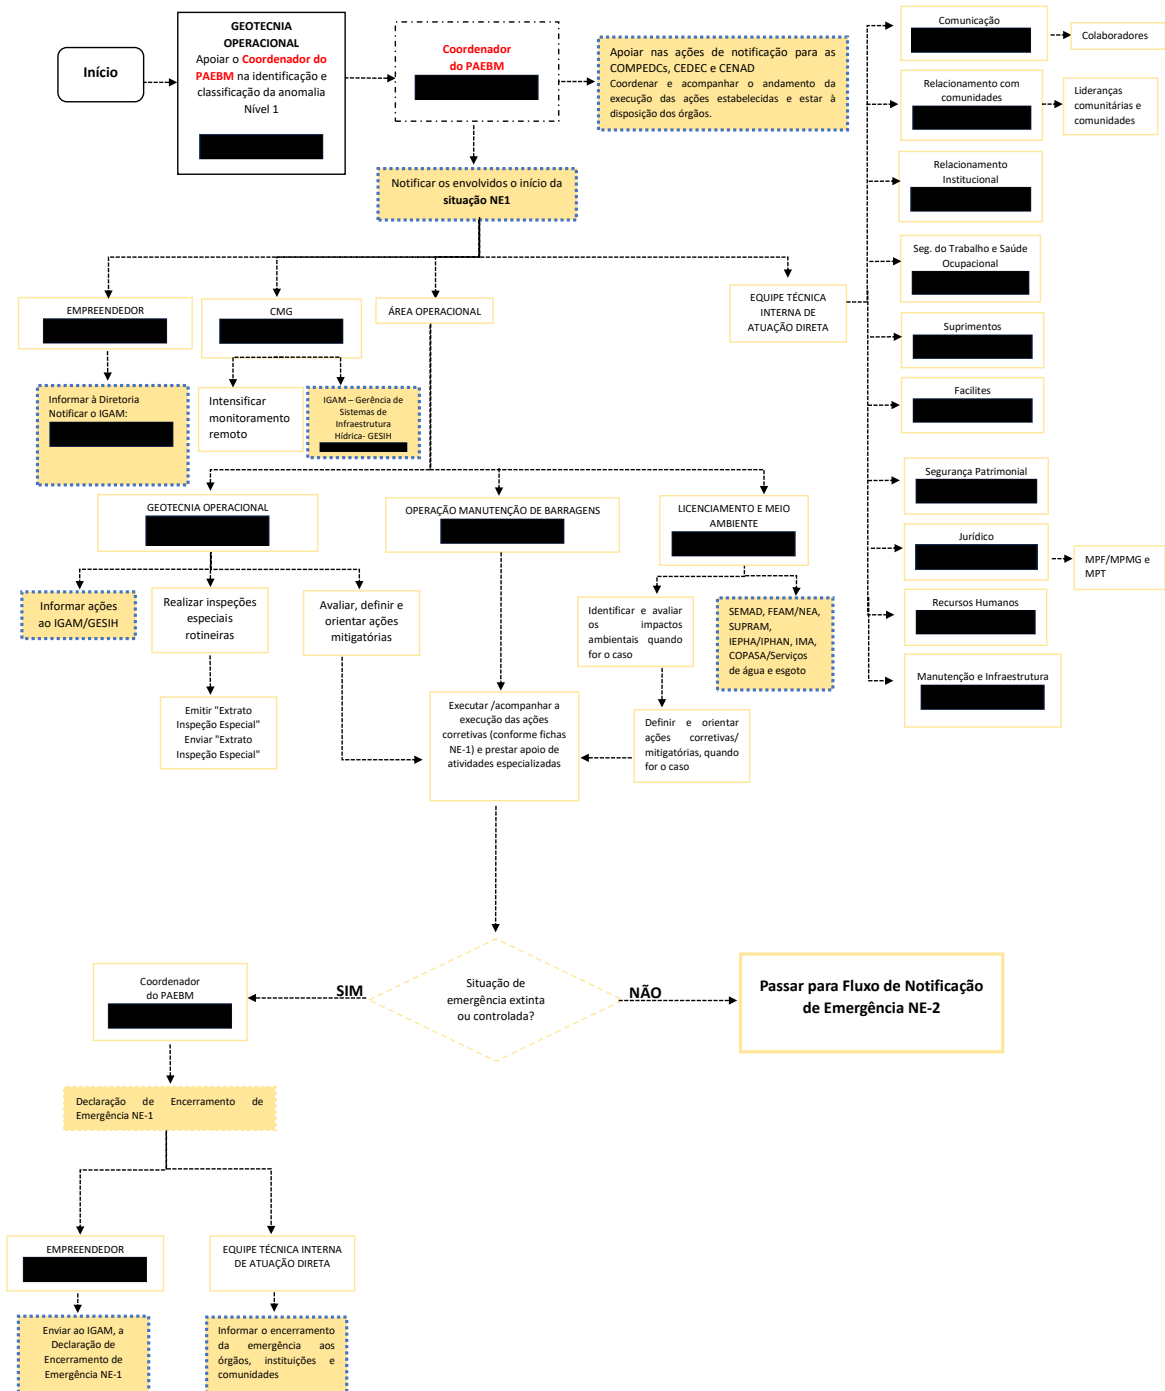 Início
GEOTECNIA
OPERACIONAL
Apoiar o Coordenador do
PAEBM na identificação e
classificação da anomalia
Nível 1
Coordenador
do PAEBM
Apoiar nas ações de notificação para as
COMPEDCs, CEDEC e CENAD
Coordenar e acompanhar o andamento da
execução das ações estabelecidas e estar à
disposição dos órgãos.
Comunicação
Colaboradores
Relacionamento com
comunidades
Lideranças
comunitárias e
comunidades
Relacionamento
Institucional
Seg. do Trabalho e Saúde
Ocupacional
Suprimentos
Facilites
Segurança Patrimonial
Jurídico
MPF/MPMG e
MPT
Recursos Humanos
Manutenção e Infraestrutura
Notificar os envolvidos o início da
situação NE1
EMPREENDEDOR
CMG
ÁREA OPERACIONAL
EQUIPE TÉCNICA
INTERNA DE
ATUAÇÃO DIRETA
Informar à Diretoria
Notificar o IGAM:
Intensificar
monitoramento
remoto
IGAM – Gerência de
Sistemas de
Infraestrutura
Hídrica- GESIH
GEOTECNIA OPERACIONAL
OPERAÇÃO MANUTENÇÃO DE BARRAGENS
LICENCIAMENTO E MEIO
AMBIENTE
Informar ações
ao IGAM/GESIH
Realizar inspeções
especiais
rotineiras
Avaliar, definir e
orientar ações
mitigatórias
Identificar e avaliar
os impactos
ambientais quando
for o caso
SEMAD, FEAM/NEA,
SUPRAM,
IEPHA/IPHAN, IMA,
COPASA/Serviços
de água e esgoto
Emitir "Extrato
Inspeção Especial"
Enviar "Extrato
Inspeção Especial"
Executar /acompanhar a
execução das ações
corretivas (conforme fichas
NE-1) e prestar apoio de
atividades especializadas
Definir e orientar
ações corretivas/
mitigatórias, quando
for o caso
Situação de
emergência extinta
ou controlada?
SIM
NÃO
Coordenador
do PAEBM
Passar para Fluxo de Notificação
de Emergência NE-2
Declaração de Encerramento de
Emergência NE-1
EMPREENDEDOR
EQUIPE TÉCNICA INTERNA
DE ATUAÇÃO DIRETA
Enviar ao IGAM, a
Declaração de
Encerramento de
Emergência NE-1
Informar o encerramento
da emergência aos
órgãos, instituições e
comunidades